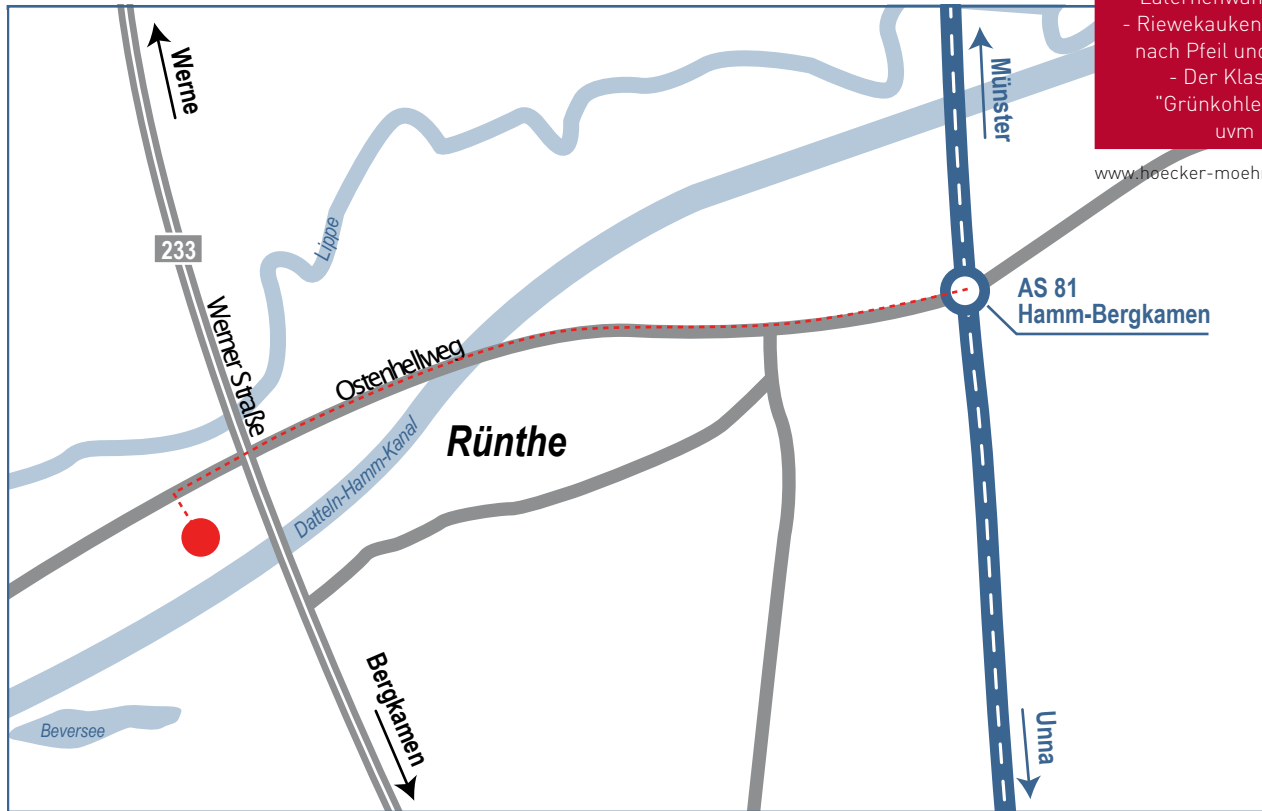 - Riewekauken
nach Pfeil und
- Der Klas
"Grünkohle
uvm
www.hoecker-moeh
Werne
Münster
233
Lippe
Werner Straße
Ostenhellweg
AS 81
Hamm-Bergkamen
Rünthe
Datteln-Hamm-Kanal
Bergkamen
Unna
Beversee